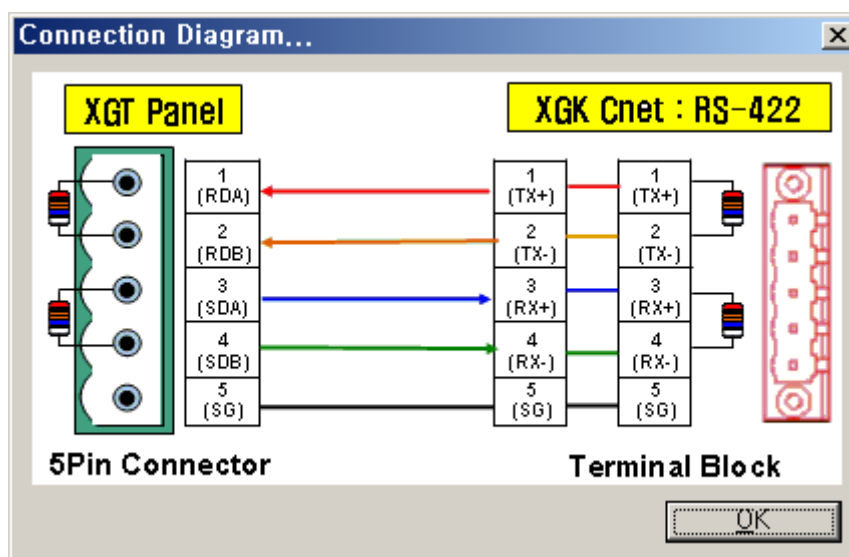 Connection Diagram...
XGT Panel
XGK Cnet : RS-422
1
(RDA)
2
(RDB)
3
(SDA)
4
(SDB)
5
(SG)
1
(TX+)
2
(TX-)
3
(RX+)
4
(RX-)
5
(SG)
1
(TX+)
2
(TX-)
3
(RX+)
4
(RX-)
5
(SG)
5Pin Connector
Terminal Block
OK